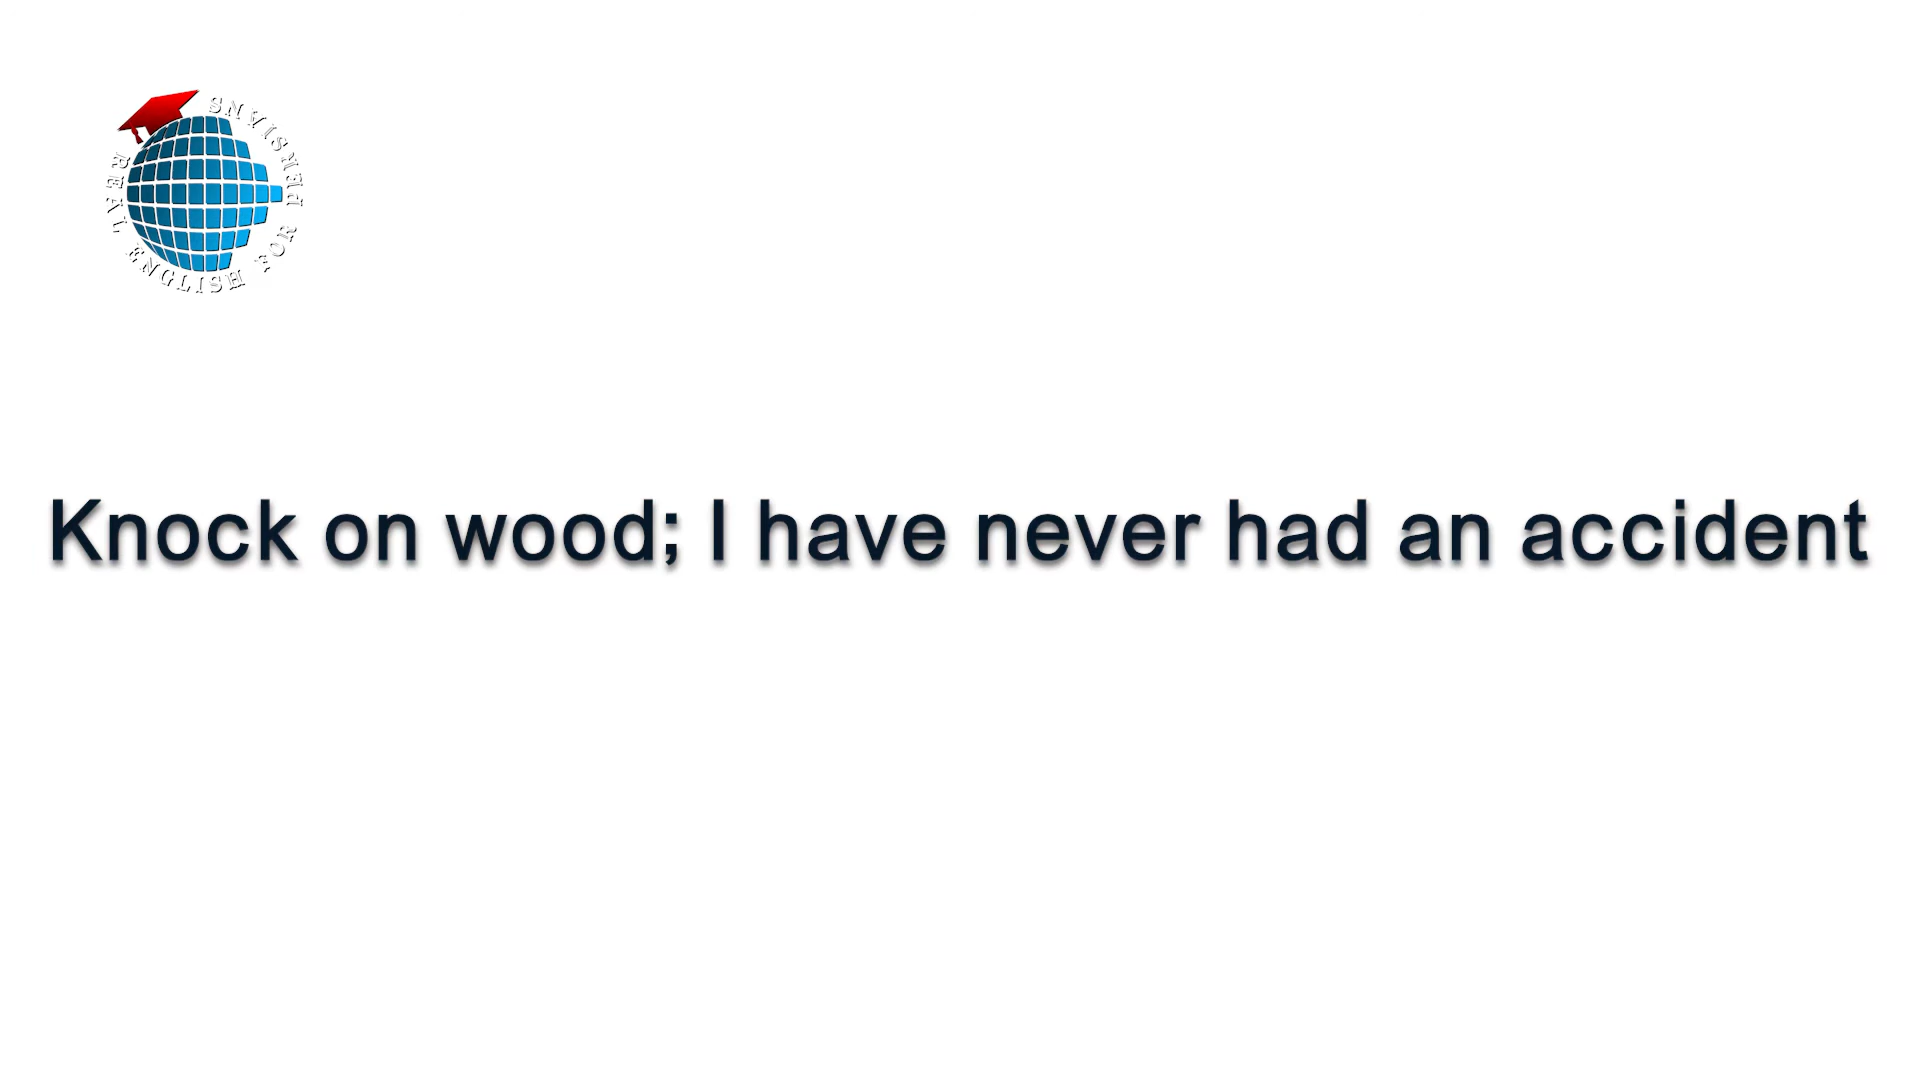 REAL ENGLISH FOR PERSIANS
Knock on wood; I have never had an accident